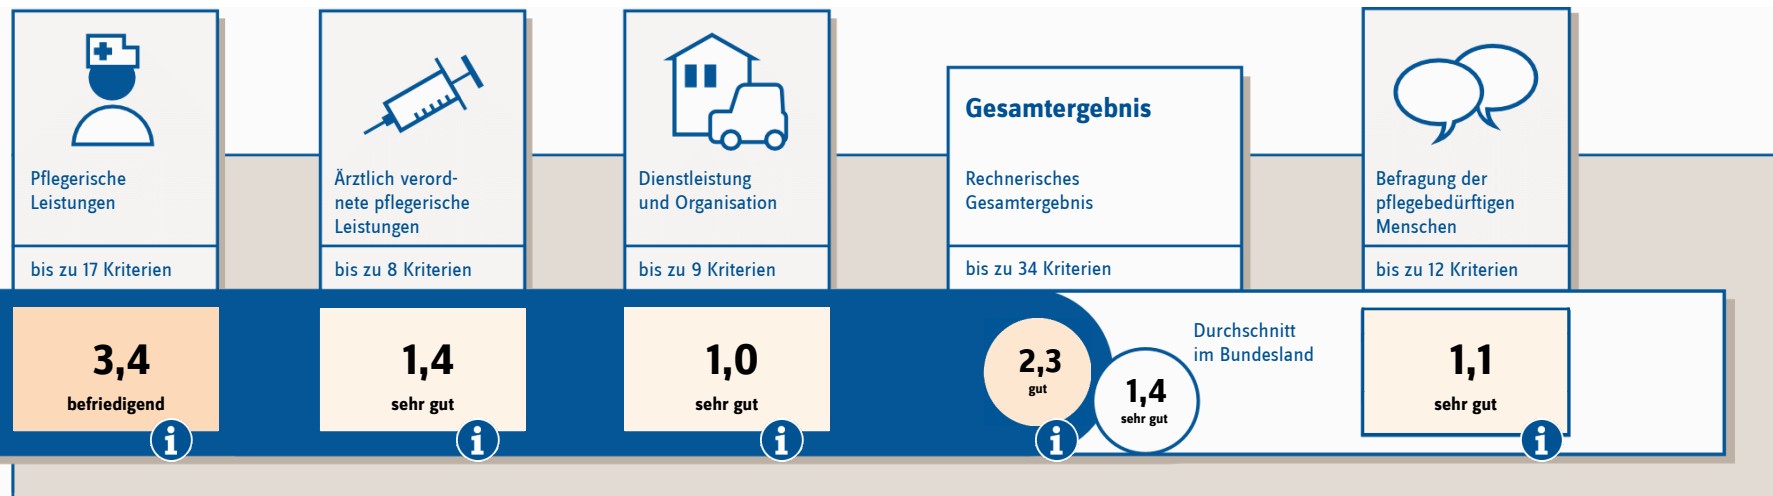 Pflegerische
Leistungen
bis zu 17 Kriterien
3,4
befriedigend
i
Ärztlich verord-
nete pflegerische
Leistungen
bis zu 8 Kriterien
1,4
sehr gut
i
Dienstleistung
und Organisation
bis zu 9 Kriterien
1,0
sehr gut
i
Gesamtergebnis
Rechnerisches
Gesamtergebnis
bis zu 34 Kriterien
2,3
gut
i
1,4
sehr gut
Durchschnitt
im Bundesland
Befragung der
pflegebedürftigen
Menschen
bis zu 12 Kriterien
1,1
sehr gut
i